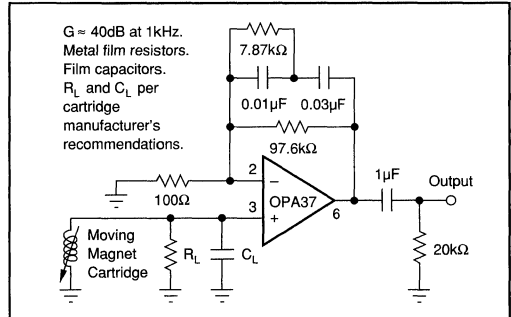 G ≈ 40dB at 1kHz.
Metal film resistors.
Film capacitors.
R_L and C_L per
cartridge
manufacturer's
recommendations.
7.87kΩ
0.01µF
0.03µF
97.6kΩ
100Ω
2
−
OPA37
3
+
6
1µF
Output
20kΩ
Moving
Magnet
Cartridge
R_L
C_L